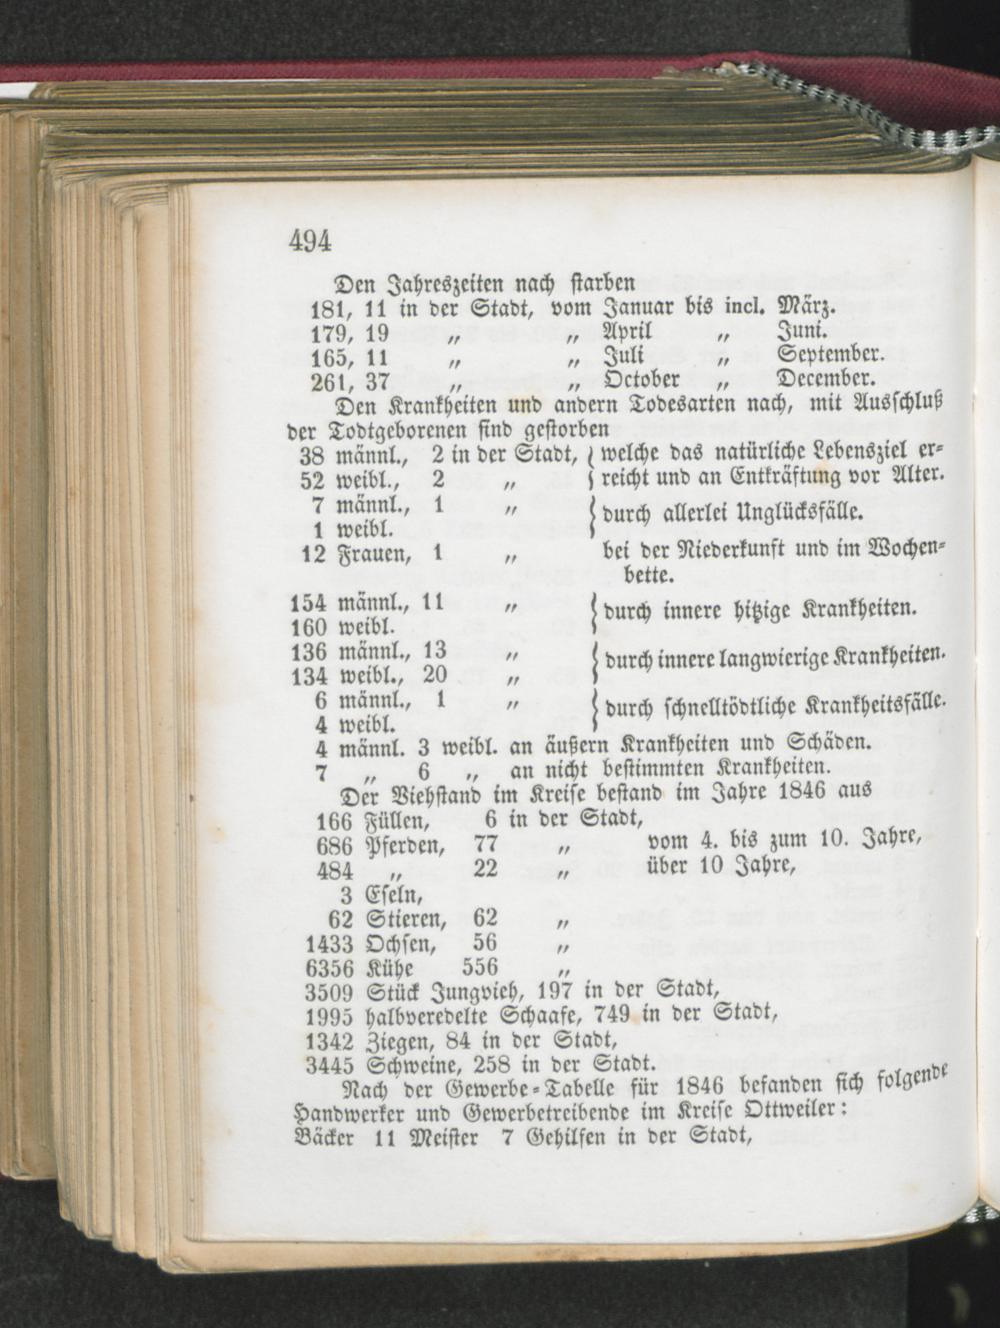 494
Den Jahreszeiten nach starben
181, 11 in der Stadt, vom Januar bis incl. März.
179, 19 „ „ April „ Juni.
165, 11 „ „ Juli „ September.
261, 37 „ „ October „ December.
Den Krankheiten und andern Todesarten nach, mit Ausschluß
der Todtgeborenen sind gestorben
38 männl., 2 in der Stadt, { welche das natürliche Lebensziel er-
52 weibl., 2 „ } reicht und an Entkräftung vor Alter.
7 männl., 1 „ } durch allerlei Unglücksfälle.
1 weibl.
12 Frauen, 1 „ bei der Niederkunft und im Wochen-
bette.
154 männl., 11 „ } durch innere hitzige Krankheiten.
160 weibl.
136 männl., 13 „ } durch innere langwierige Krankheiten.
134 weibl., 20 „
6 männl., 1 „ } durch schnelltödtliche Krankheitsfälle.
4 weibl.
4 männl. 3 weibl. an äußern Krankheiten und Schäden.
7 „ 6 „ an nicht bestimmten Krankheiten.
Der Viehstand im Kreise bestand im Jahre 1846 aus
166 Füllen, 6 in der Stadt,
686 Pferden, 77 „ vom 4. bis zum 10. Jahre,
484 „ 22 „ über 10 Jahre,
3 Eseln,
62 Stieren, 62 „
1433 Ochsen, 56 „
6356 Kühe 556 „
3509 Stück Jungvieh, 197 in der Stadt,
1995 halbveredelte Schaafe, 749 in der Stadt,
1342 Ziegen, 84 in der Stadt,
3445 Schweine, 258 in der Stadt.
Nach der Gewerbe-Tabelle für 1846 befanden sich folgende
Handwerker und Gewerbetreibende im Kreise Ottweiler:
Bäcker 11 Meister 7 Gehilfen in der Stadt,